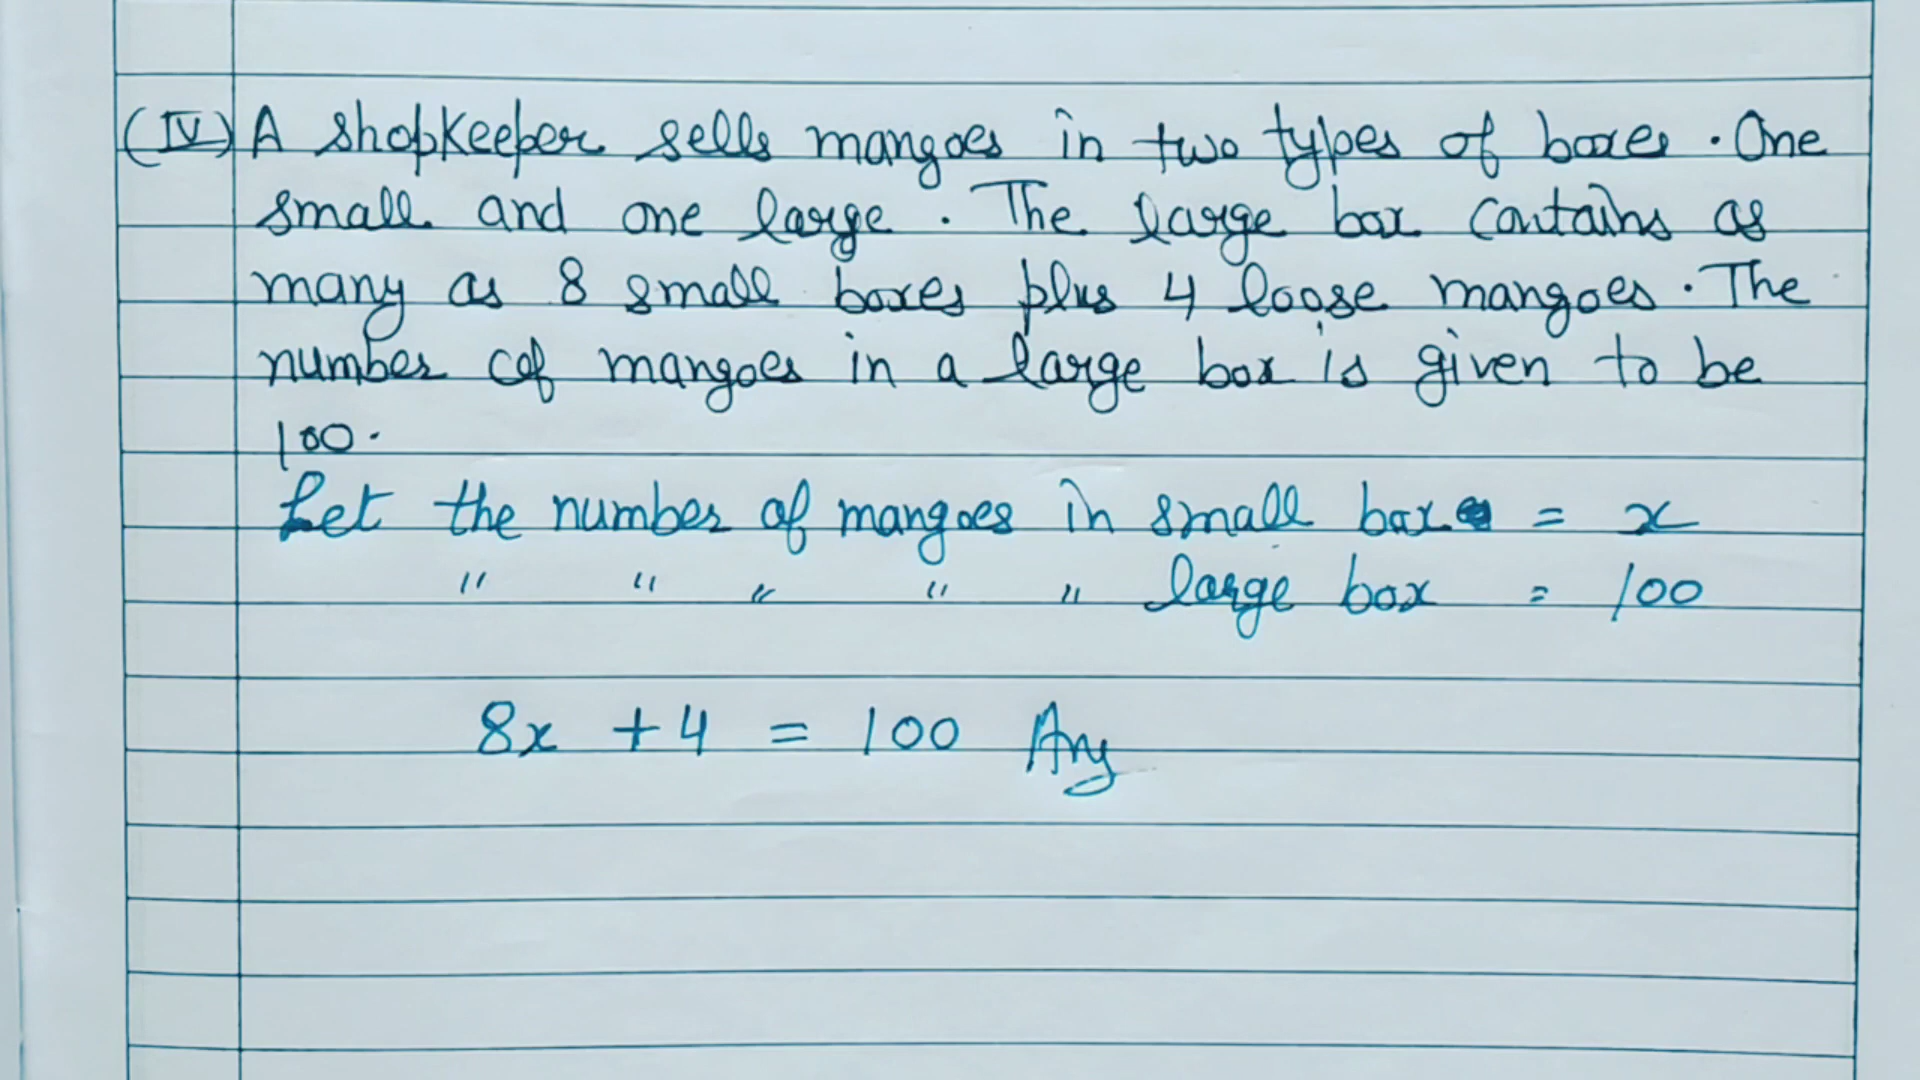 (IV) A shopkeeper sells mangoes in two types of boxes. One
small and one large. The large box contains as
many as 8 small boxes plus 4 loose mangoes. The
number of mangoes in a large box is given to be
100.
Let the number of mangoes in small box = x
" " " " " large box = 100
8x + 4 = 100 Ans